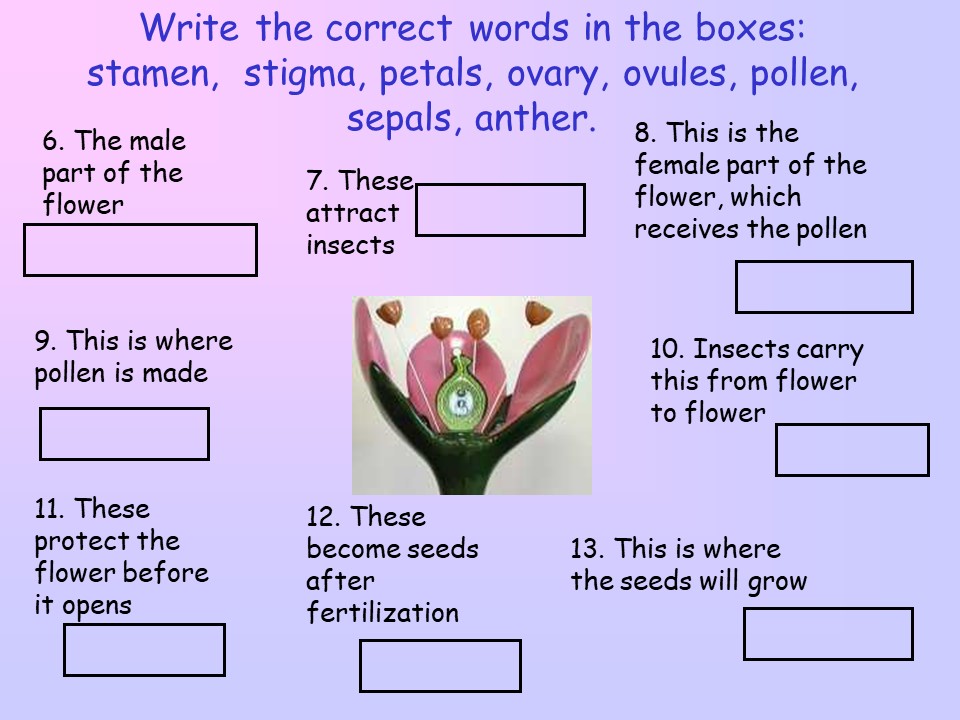 Write the correct words in the boxes:
stamen, stigma, petals, ovary, ovules, pollen,
sepals, anther.
6. The male
part of the
flower
7. These
attract
insects
8. This is the
female part of the
flower, which
receives the pollen
9. This is where
pollen is made
10. Insects carry
this from flower
to flower
11. These
protect the
flower before
it opens
12. These
become seeds
after
fertilization
13. This is where
the seeds will grow